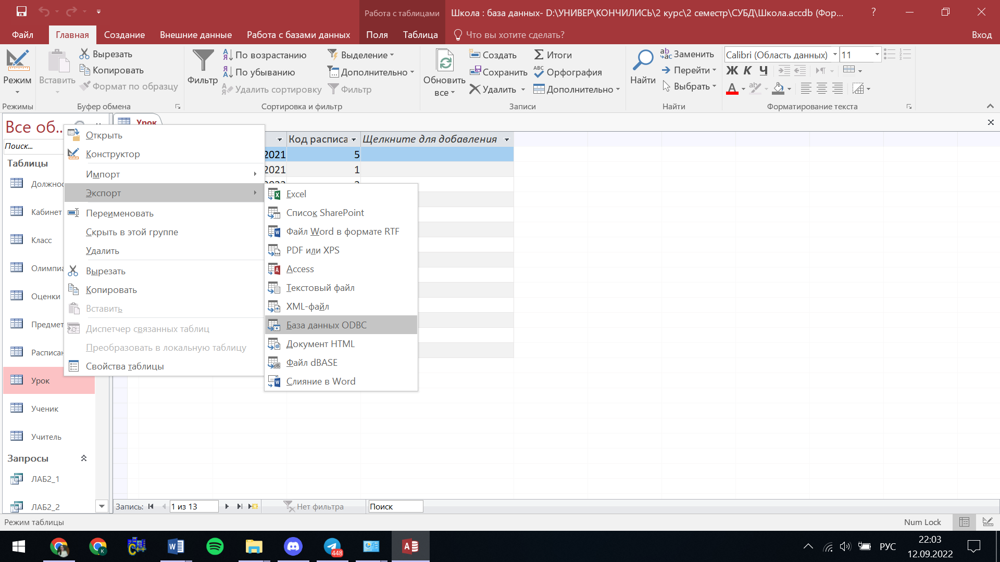 Работа с таблицами
Школа : база данных- D:\УНИВЕР\КОНЧИЛИСЬ\2 курс\2 семестр\СУБД\Школа.accdb (Фор...
?
Файл
Главная
Создание
Внешние данные
Работа с базами данных
Поля
Таблица
Что вы хотите сделать?
Вход
Режим
Режимы
Вставить
Вырезать
Копировать
Формат по образцу
Буфер обмена
Фильтр
По возрастанию
По убыванию
Удалить сортировку
Выделение
Дополнительно
Фильтр
Сортировка и фильтр
Обновить
все
Создать
Сохранить
Удалить
Итоги
Орфография
Дополнительно
Записи
Найти
Заменить
Перейти
Выбрать
Найти
Calibri (Область данных)
11
Ж К Ч
Форматирование текста
Все об...
Поиск...
Таблицы
Кабинет
Класс
Оценки
Предмет
Урок
Ученик
Учитель
Запросы
ЛАБ2_1
ЛАБ2_2
Урок
Код расписа
Щелкните для добавления
2021
5
2021
1
Открыть
Конструктор
Импорт
Экспорт
Переименовать
Скрыть в этой группе
Удалить
Вырезать
Копировать
Вставить
Диспетчер связанных таблиц
Преобразовать в локальную таблицу
Свойства таблицы
Excel
Список SharePoint
Файл Word в формате RTF
PDF или XPS
Access
Текстовый файл
XML-файл
База данных ODBC
Документ HTML
Файл dBASE
Слияние в Word
Запись:
1 из 13
Нет фильтра
Поиск
Режим таблицы
Num Lock
448
РУС
22:03
12.09.2022